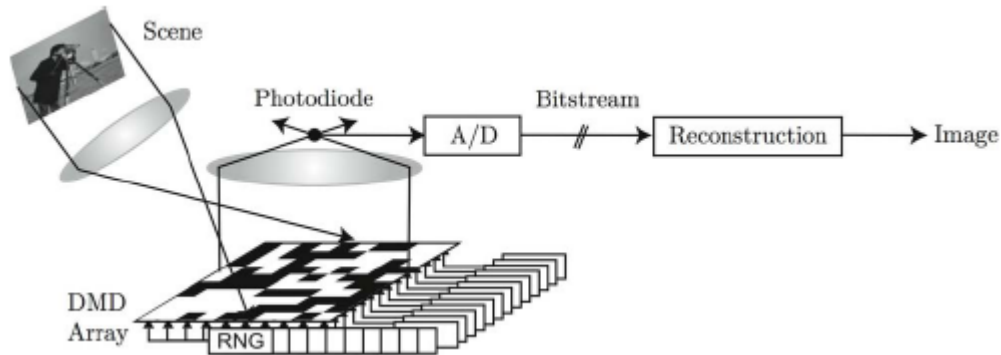 Scene
Photodiode
Bitstream
A/D
Reconstruction
Image
DMD
Array
RNG